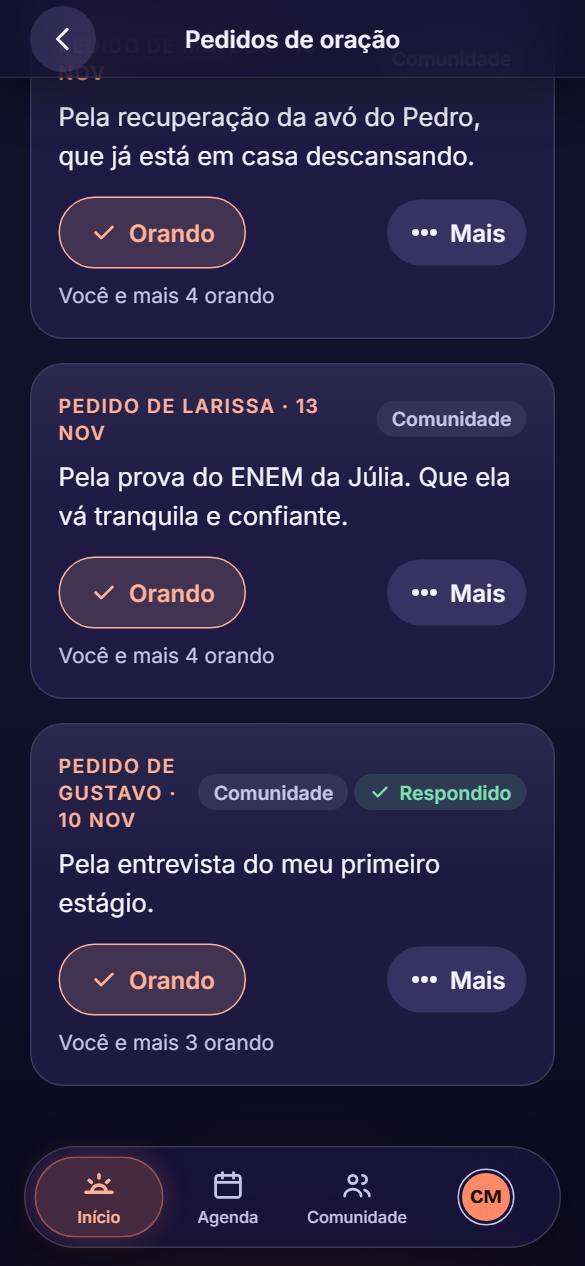 Pedidos de oração
Comunidade
NOV
Pela recuperação da avó do Pedro,
que já está em casa descansando.
Orando
Mais
Você e mais 4 orando
PEDIDO DE LARISSA · 13
NOV
Comunidade
Pela prova do ENEM da Júlia. Que ela
vá tranquila e confiante.
Orando
Mais
Você e mais 4 orando
PEDIDO DE
GUSTAVO ·
10 NOV
Comunidade
Respondido
Pela entrevista do meu primeiro
estágio.
Orando
Mais
Você e mais 3 orando
Início
Agenda
Comunidade
CM